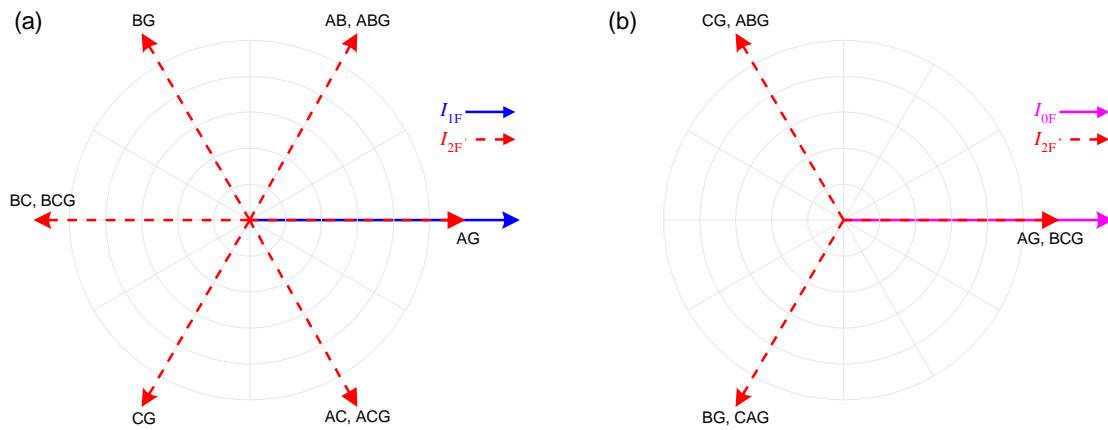 (a)
BG
AB, ABG
I1F
I2F
BC, BCG
AG
CG
AC, ACG
(b)
CG, ABG
I0F
I2F
AG, BCG
BG, CAG